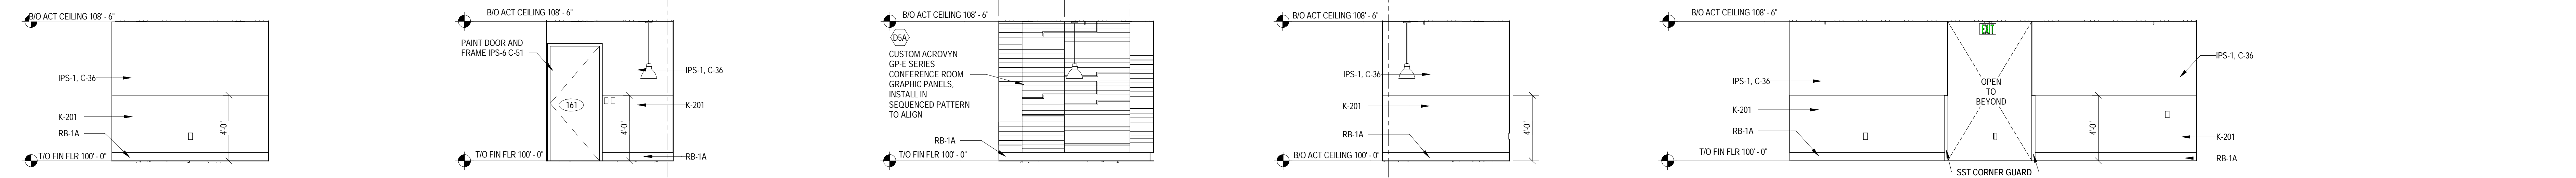 B/O ACT CEILING 108' - 6"
IPS-1, C-36
K-201
RB-1A
4'-0"
T/O FIN FLR 100' - 0"
B/O ACT CEILING 108' - 6"
PAINT DOOR AND
FRAME IPS-6 C-51
161
IPS-1, C-36
K-201
4'-0"
RB-1A
T/O FIN FLR 100' - 0"
B/O ACT CEILING 108' - 6"
D5A
CUSTOM ACROVYN
GP-E SERIES
CONFERENCE ROOM
GRAPHIC PANELS,
INSTALL IN
SEQUENCED PATTERN
TO ALIGN
RB-1A
T/O FIN FLR 100' - 0"
B/O ACT CEILING 108' - 6"
IPS-1, C-36
K-201
RB-1A
4'-0"
B/O ACT CEILING 100' - 0"
B/O ACT CEILING 108' - 6"
EXIT
IPS-1, C-36
IPS-1, C-36
OPEN
TO
BEYOND
K-201
RB-1A
4'-0"
K-201
T/O FIN FLR 100' - 0"
RB-1A
SST CORNER GUARD